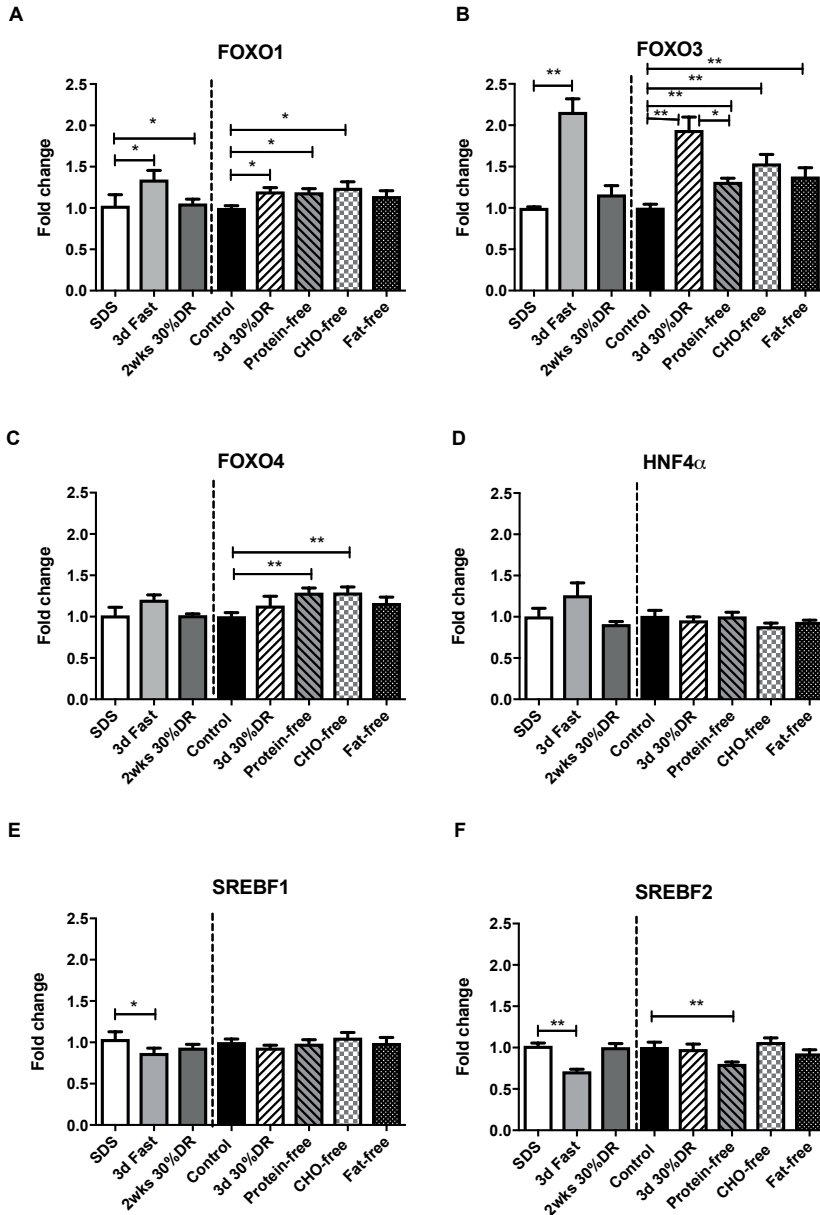 A
FOXO1
Fold change
2.5
2.0
1.5
1.0
0.5
0.0
*
*
*
*
*
SDS
3d Fast
2wks 30%DR
Control
3d 30%DR
Protein-free
CHO-free
Fat-free
B
FOXO3
Fold change
2.5
2.0
1.5
1.0
0.5
0.0
**
**
**
**
**
*
SDS
3d Fast
2wks 30%DR
Control
3d 30%DR
Protein-free
CHO-free
Fat-free
C
FOXO4
Fold change
2.5
2.0
1.5
1.0
0.5
0.0
**
**
SDS
3d Fast
2wks 30%DR
Control
3d 30%DR
Protein-free
CHO-free
Fat-free
D
HNF4α
Fold change
2.5
2.0
1.5
1.0
0.5
0.0
SDS
3d Fast
2wks 30%DR
Control
3d 30%DR
Protein-free
CHO-free
Fat-free
E
SREBF1
Fold change
2.5
2.0
1.5
1.0
0.5
0.0
*
SDS
3d Fast
2wks 30%DR
Control
3d 30%DR
Protein-free
CHO-free
Fat-free
F
SREBF2
Fold change
2.5
2.0
1.5
1.0
0.5
0.0
**
**
SDS
3d Fast
2wks 30%DR
Control
3d 30%DR
Protein-free
CHO-free
Fat-free